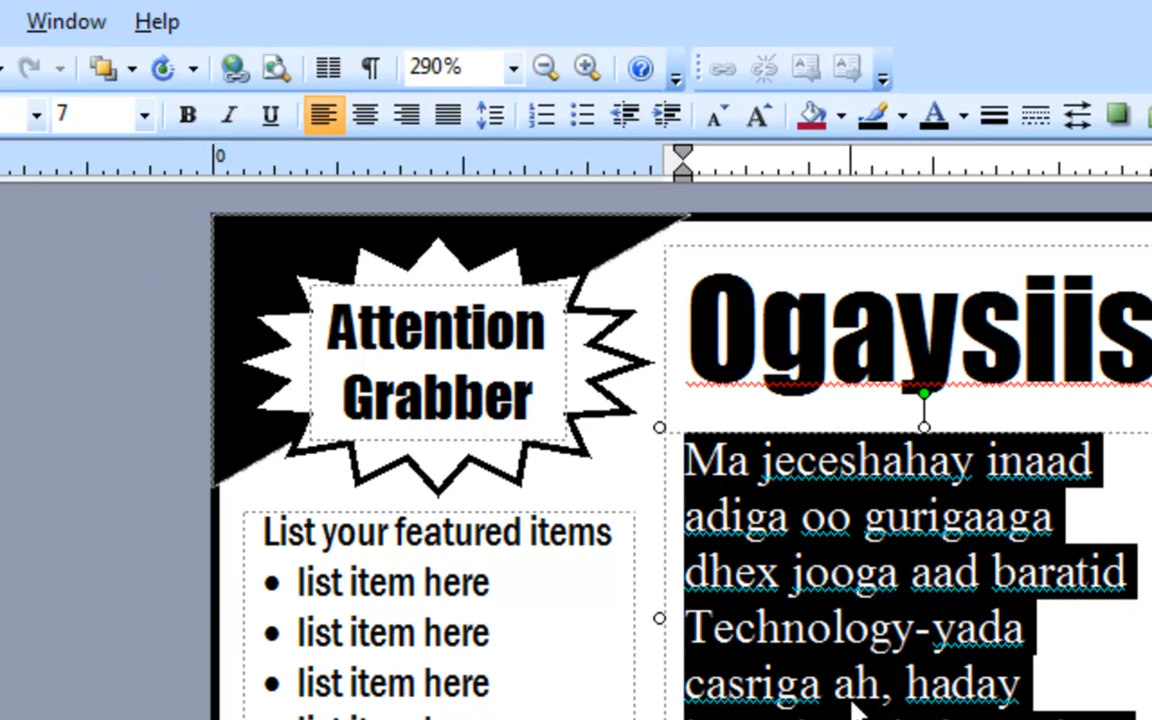 Window Help
290%
7 B I U A A A
0
Attention
Grabber
Ogaysiis
List your featured items
• list item here
• list item here
• list item here
Ma jeceshahay inaad
adiga oo gurigaaga
dhex jooga aad baratid
Technology-yada
casriga ah, haday